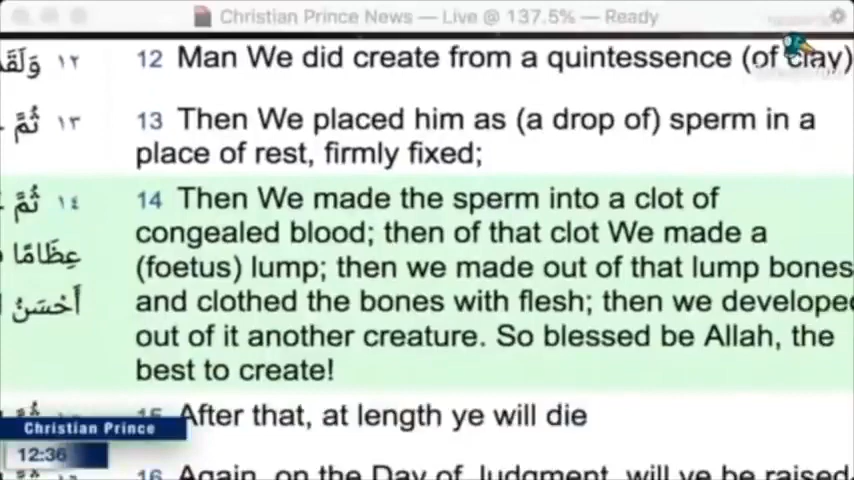 Christian Prince News — Live @ 137.5% — Ready
١٢ 12 Man We did create from a quintessence (of clay)
ثُمَّ ١٣ 13 Then We placed him as (a drop of) sperm in a
place of rest, firmly fixed;
ثُمَّ ١٤ 14 Then We made the sperm into a clot of
congealed blood; then of that clot We made a
عِظَامًا (foetus) lump; then we made out of that lump bones
أَحْسَنُ and clothed the bones with flesh; then we developed
out of it another creature. So blessed be Allah, the
best to create!
15 After that, at length ye will die
Christian Prince
12:36
16 Again, on the Day of Judgment, will ye be raised